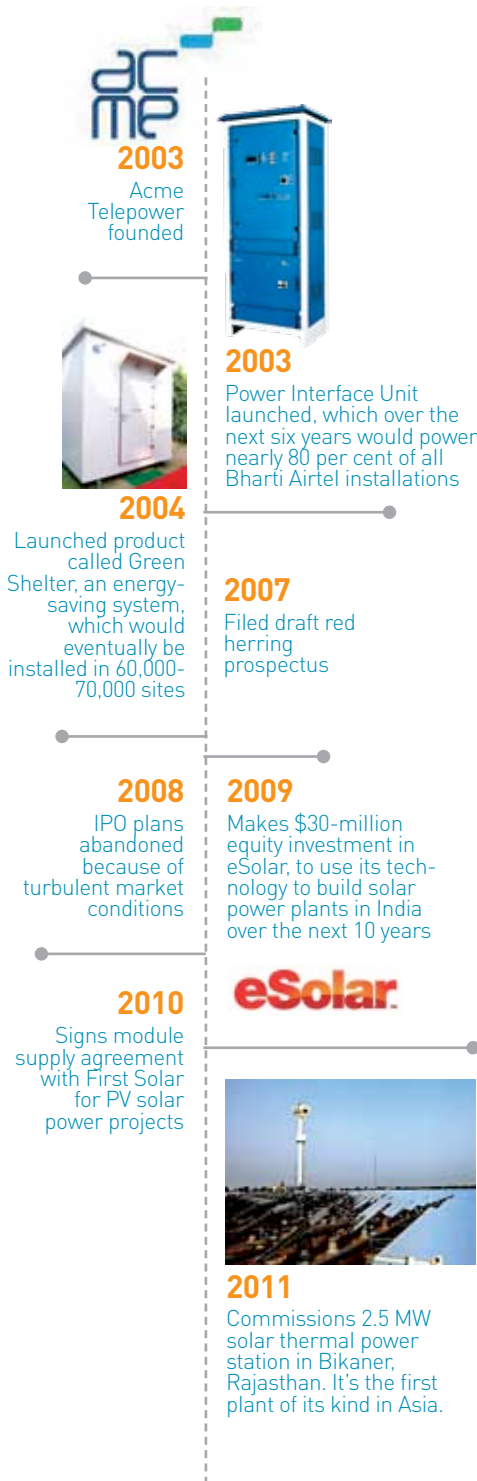 acme
2003
Acme
Telepower
founded
2003
Power Interface Unit
launched, which over the
next six years would power
nearly 80 per cent of all
Bharti Airtel installations
2004
Launched product
called Green
Shelter, an energy-
saving system,
which would
eventually be
installed in 60,000-
70,000 sites
2007
Filed draft red
herring
prospectus
2008
IPO plans
abandoned
because of
turbulent market
conditions
2009
Makes $30-million
equity investment in
eSolar, to use its tech-
nology to build solar
power plants in India
over the next 10 years
eSolar
2010
Signs module
supply agreement
with First Solar
for PV solar
power projects
2011
Commissions 2.5 MW
solar thermal power
station in Bikaner,
Rajasthan. It's the first
plant of its kind in Asia.